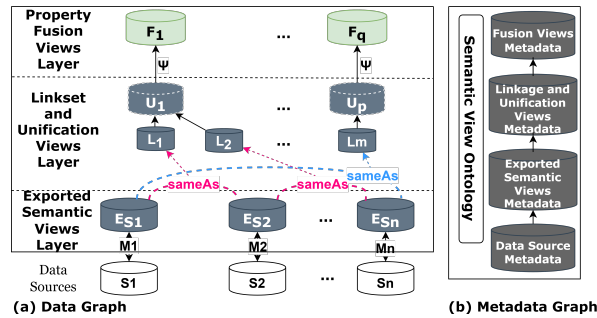 Property
Fusion
Views
Layer
F1
...
Fq
Ψ
Ψ
Linkset
and
Unification
Views
Layer
U1
...
Up
L1
L2
...
Lm
sameAs
sameAs
sameAs
Exported
Semantic
Views
Layer
ES1
ES2
...
ESn
M1
M2
Mn
Data
Sources
S1
S2
...
Sn
(a) Data Graph
Semantic View Ontology
Fusion Views
Metadata
Linkage and
Unification
Views
Metadata
Exported
Semantic
Views
Metadata
Data Source
Metadata
(b) Metadata Graph